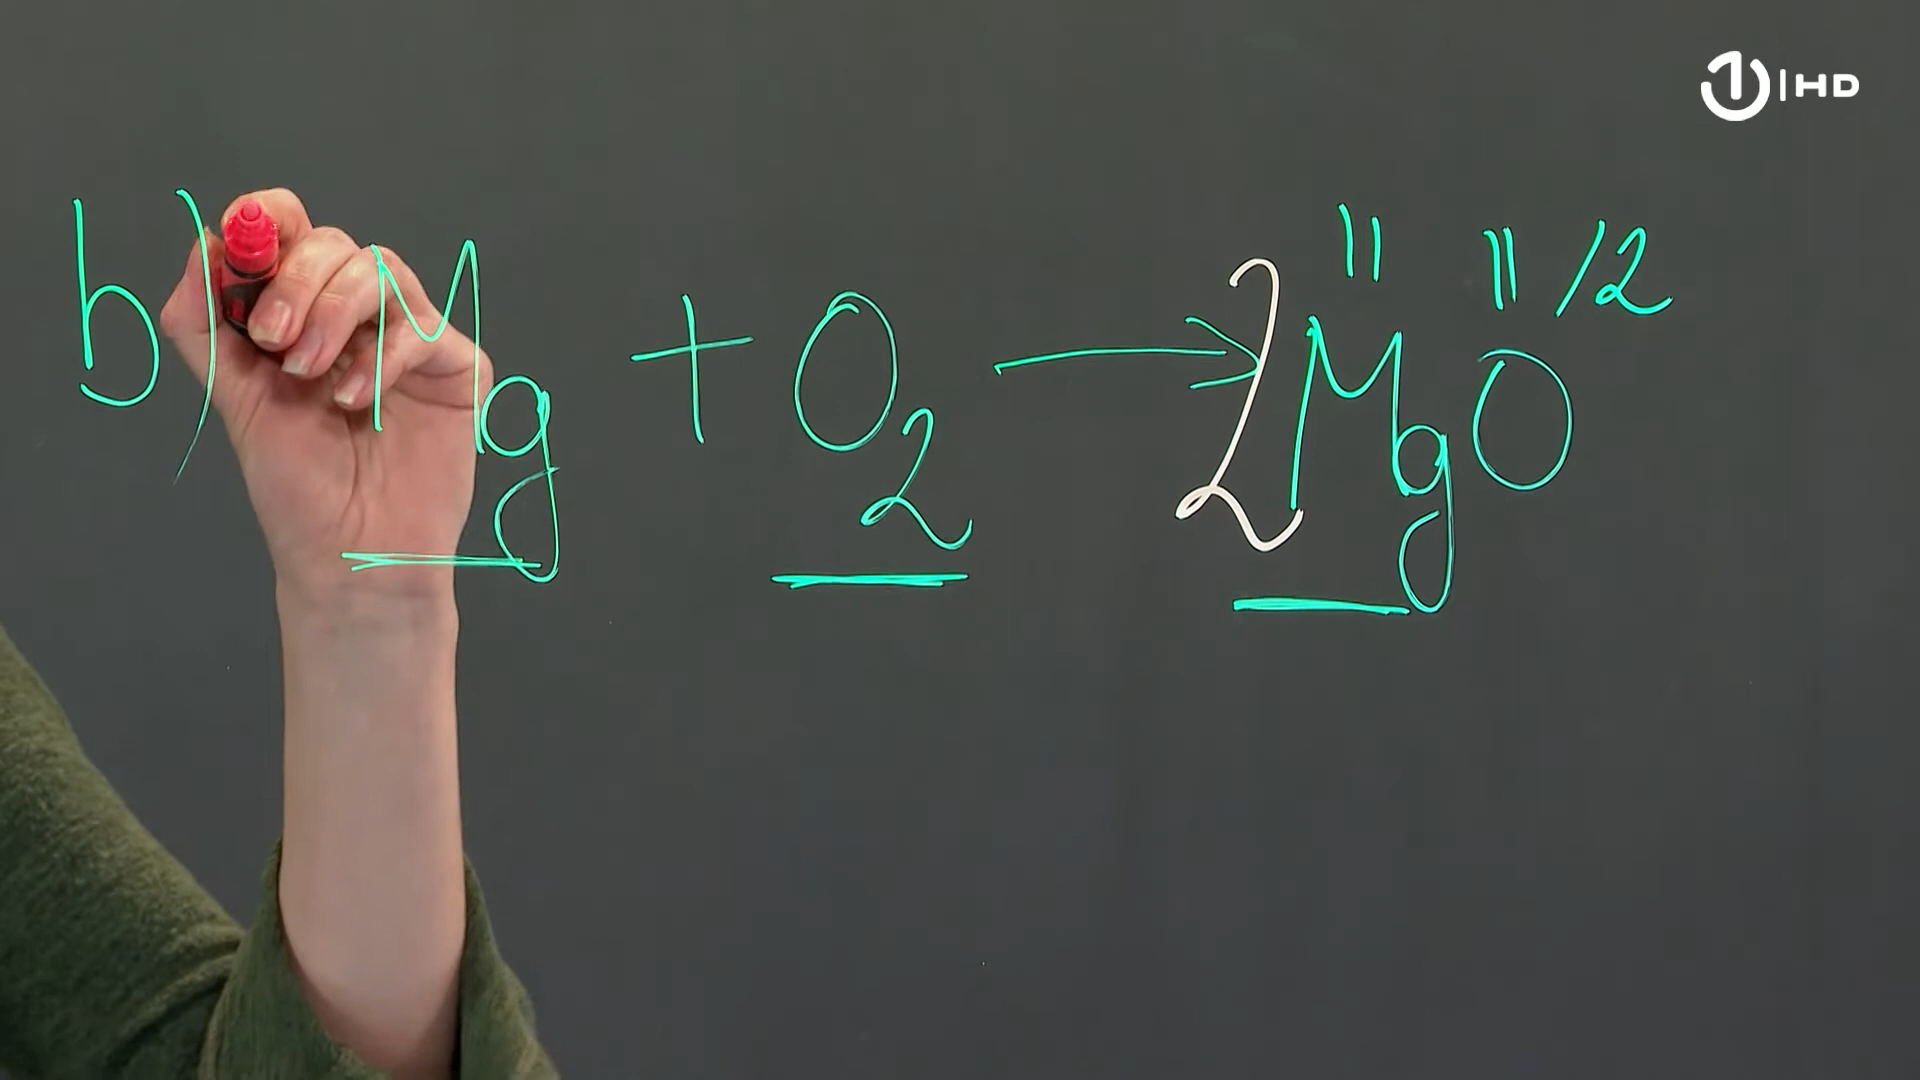 1 | HD
II II /2
b) Mg + O₂ → 2MgO